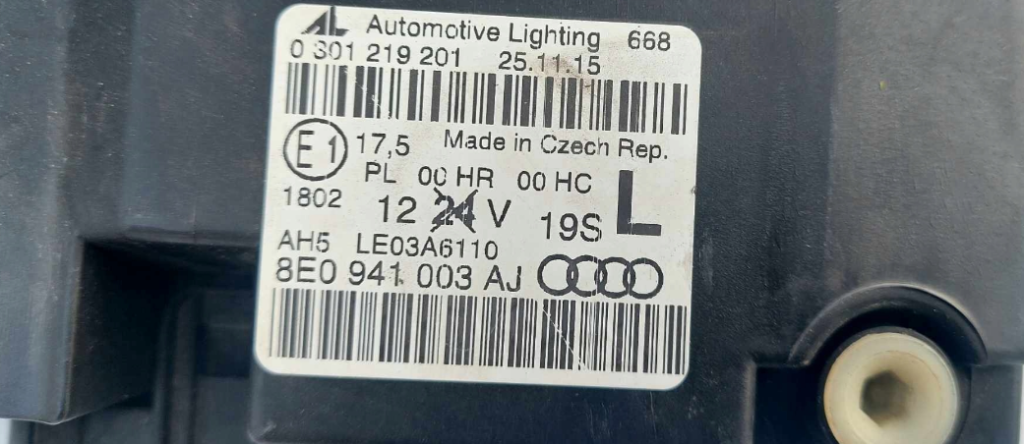 AL Automotive Lighting 668
0 301 219 201 25.11.15
E1 17,5 Made in Czech Rep.
PL 00 HR 00 HC L
1802 12 24 V 19S
AH5 LE03A6110
8E0 941 003 AJ